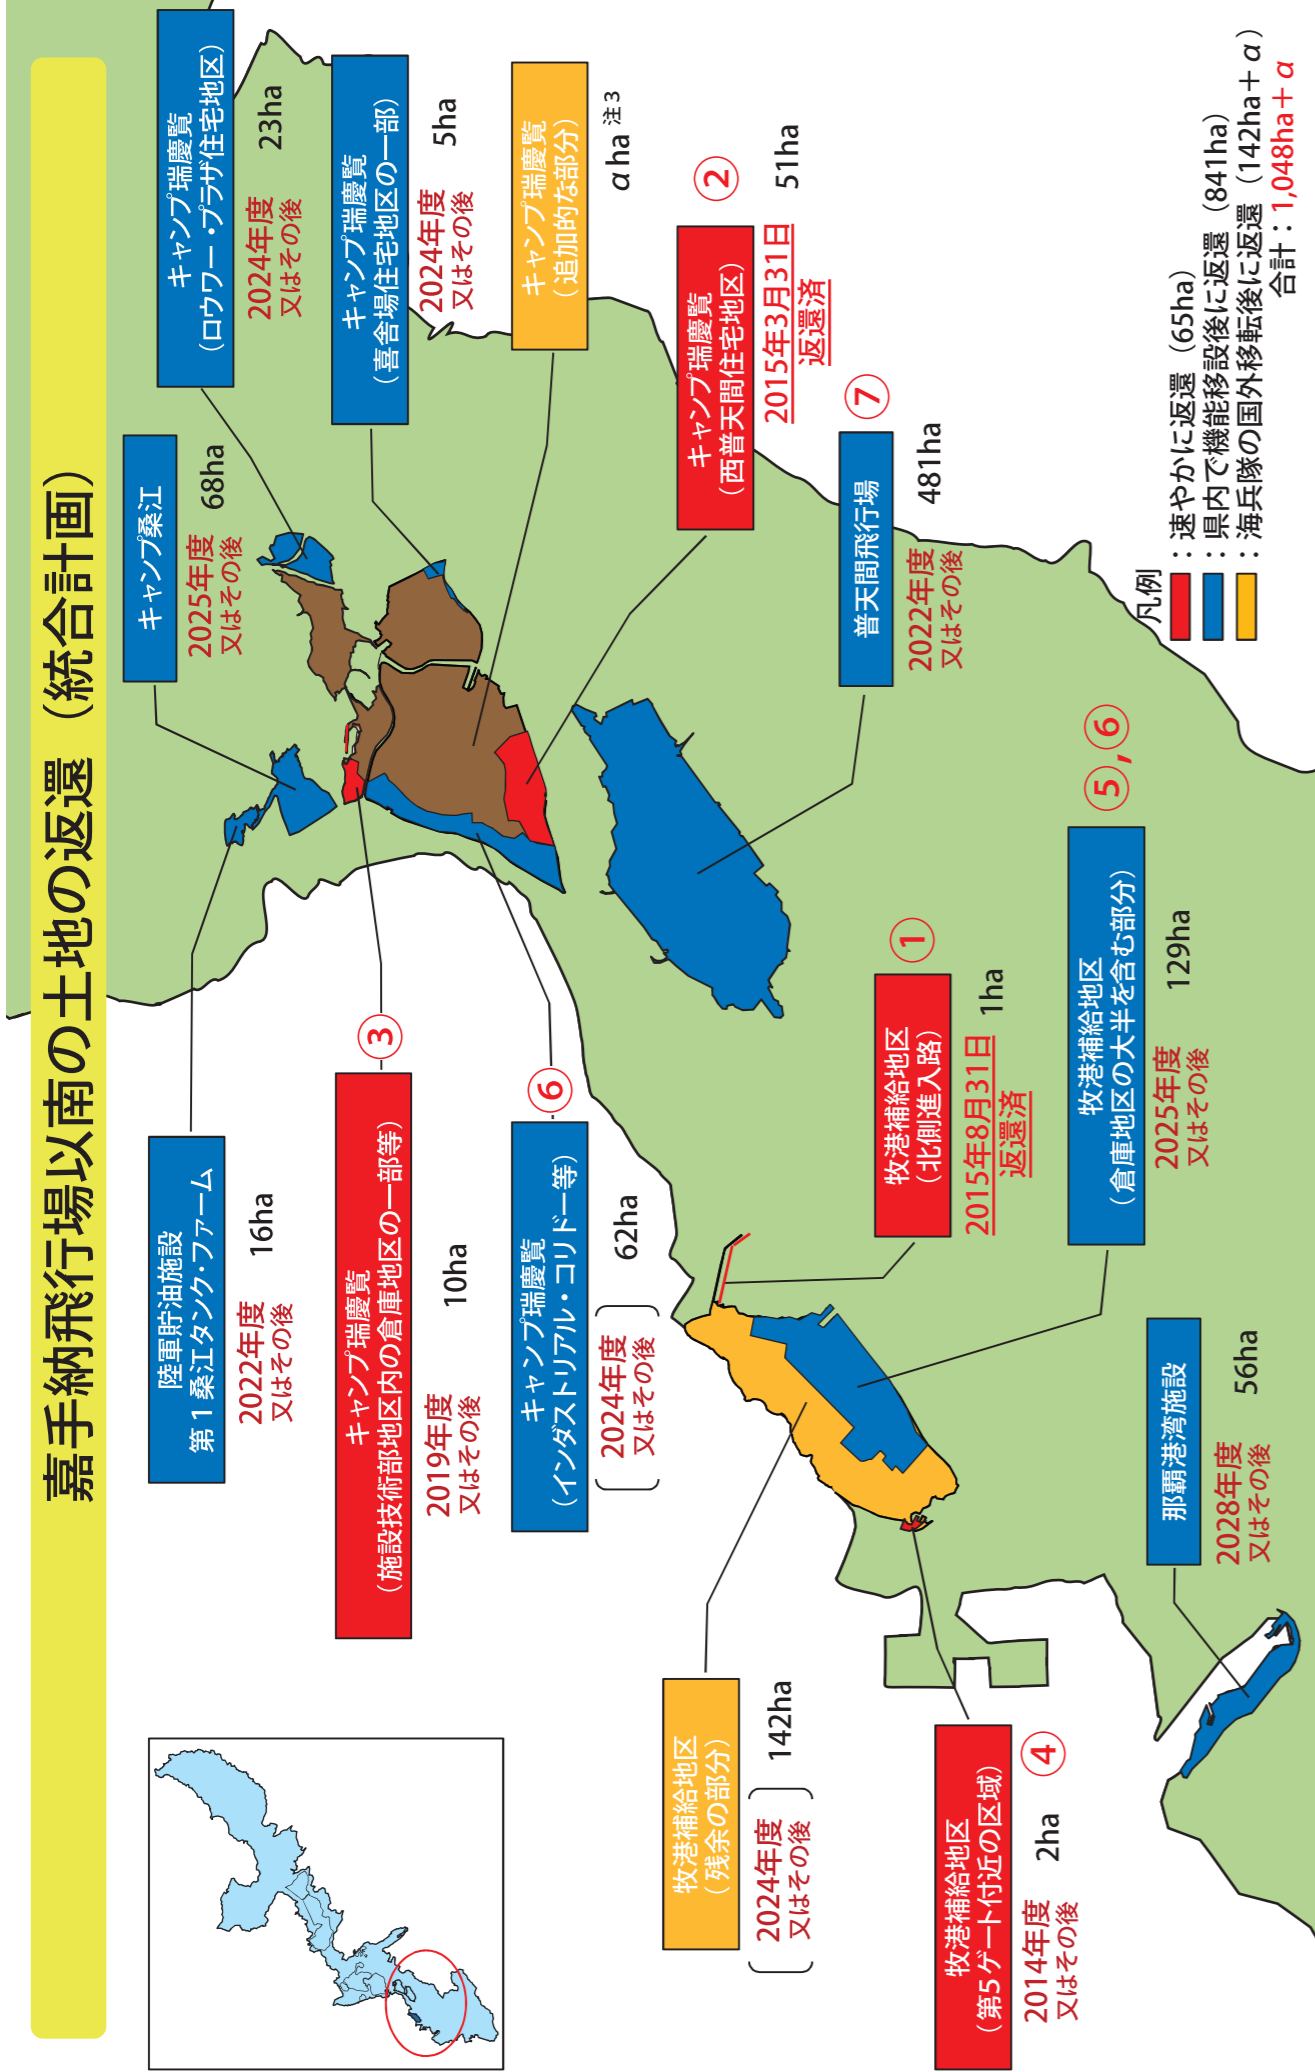 嘉手納飛行場以南の土地の返還（統合計画）
陸軍貯油施設
第１桑江タンク・ファーム
16ha
2022年度
又はその後
キャンプ桑江
68ha
2025年度
又はその後
キャンプ瑞慶覧
（ロウワー・プラザ住宅地区）
23ha
2024年度
又はその後
キャンプ瑞慶覧
（喜舎場住宅地区の一部）
5ha
2024年度
又はその後
キャンプ瑞慶覧
（施設技術部地区内の倉庫地区の一部等）
③
10ha
2019年度
又はその後
キャンプ瑞慶覧
（インダストリアル・コリドー等）
⑥
62ha
2024年度
又はその後
キャンプ瑞慶覧
（追加的な部分）
αha 注３
キャンプ瑞慶覧
（西普天間住宅地区）
②
51ha
2015年3月31日
返還済
普天間飛行場
⑦
481ha
2022年度
又はその後
牧港補給地区
（北側進入路）
①
1ha
2015年8月31日
返還済
牧港補給地区
（倉庫地区の大半を含む部分）
⑤,⑥
129ha
2025年度
又はその後
牧港補給地区
（残余の部分）
142ha
2024年度
又はその後
牧港補給地区
（第5ゲート付近の区域）
④
2ha
2014年度
又はその後
那覇港湾施設
56ha
2028年度
又はその後
凡例
：速やかに返還（65ha）
：県内で機能移設後に返還（841ha）
：海兵隊の国外移転後に返還（142ha＋α）
合計：1,048ha＋α